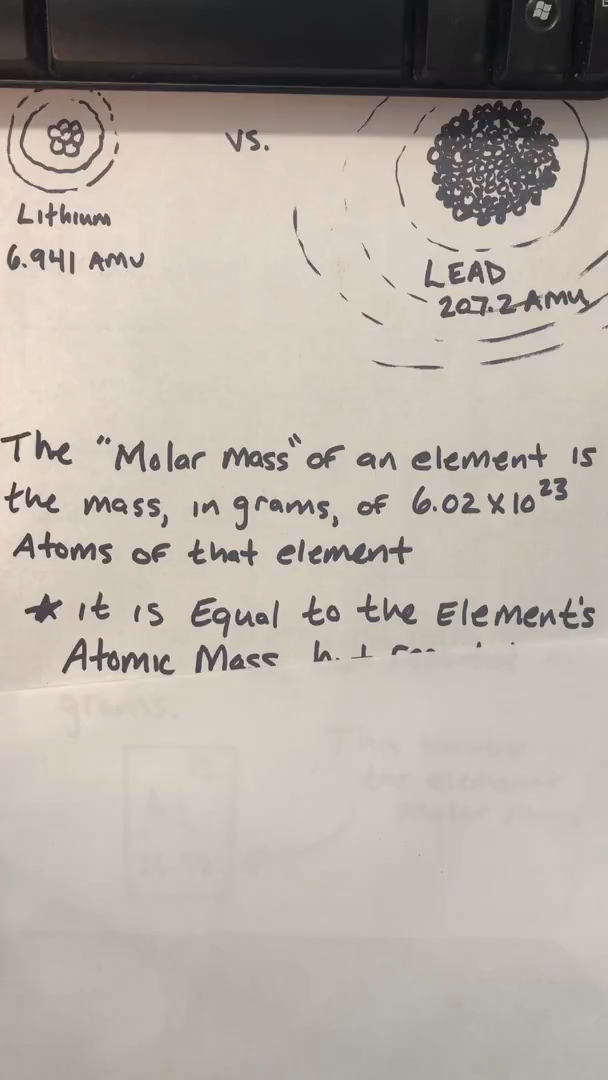 vs.
Lithium
6.941 AMU
LEAD
207.2 AMU
The "Molar mass" of an element is
the mass, in grams, of 6.02 X 10²³
Atoms of that element
★ it is Equal to the Element's
Atomic Mass
grams.